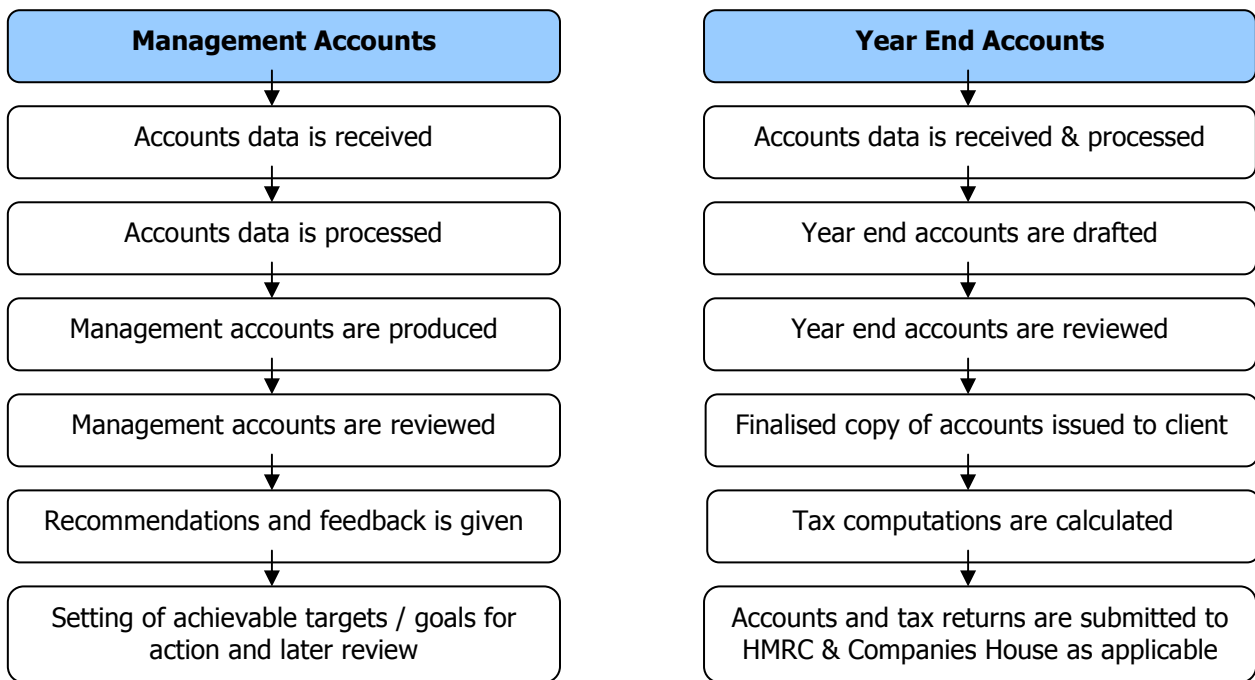 Management Accounts
Accounts data is received
Accounts data is processed
Management accounts are produced
Management accounts are reviewed
Recommendations and feedback is given
Setting of achievable targets / goals for
action and later review
Year End Accounts
Accounts data is received & processed
Year end accounts are drafted
Year end accounts are reviewed
Finalised copy of accounts issued to client
Tax computations are calculated
Accounts and tax returns are submitted to
HMRC & Companies House as applicable